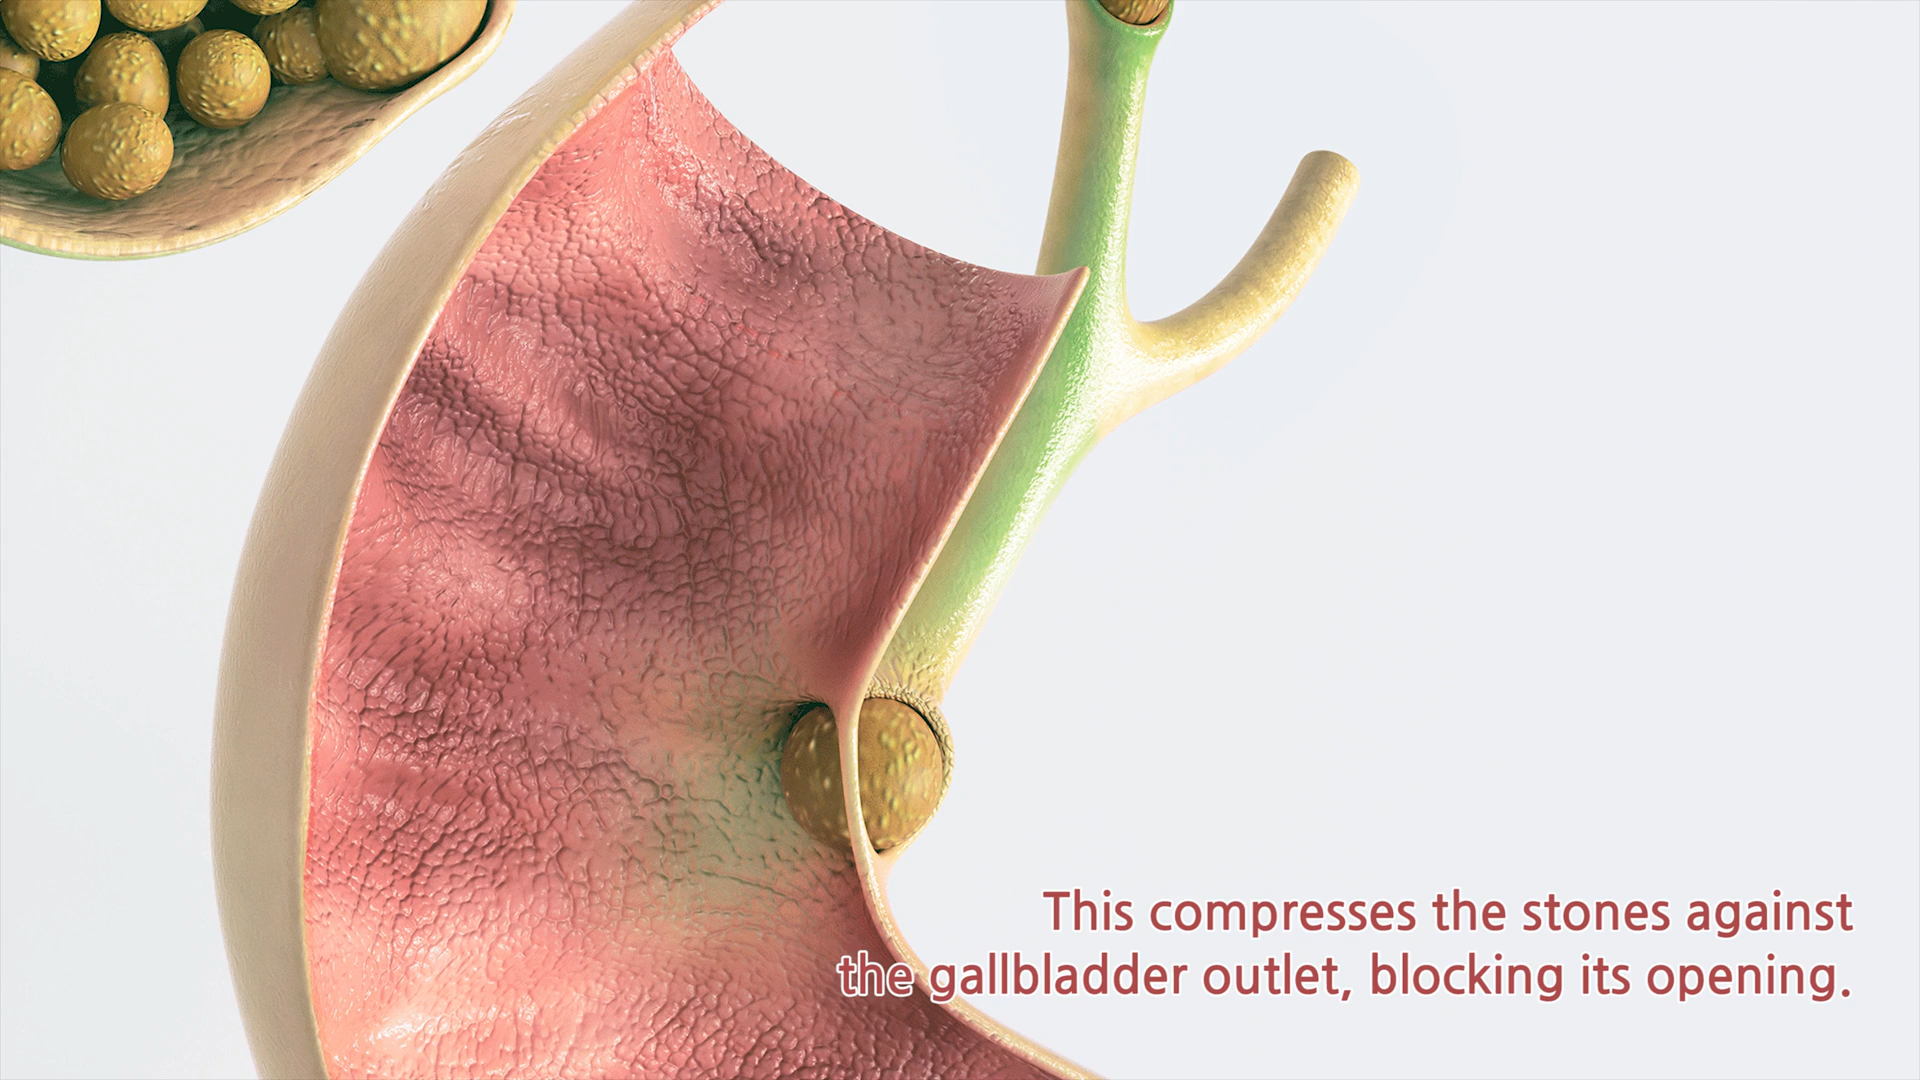 This compresses the stones against
the gallbladder outlet, blocking its opening.